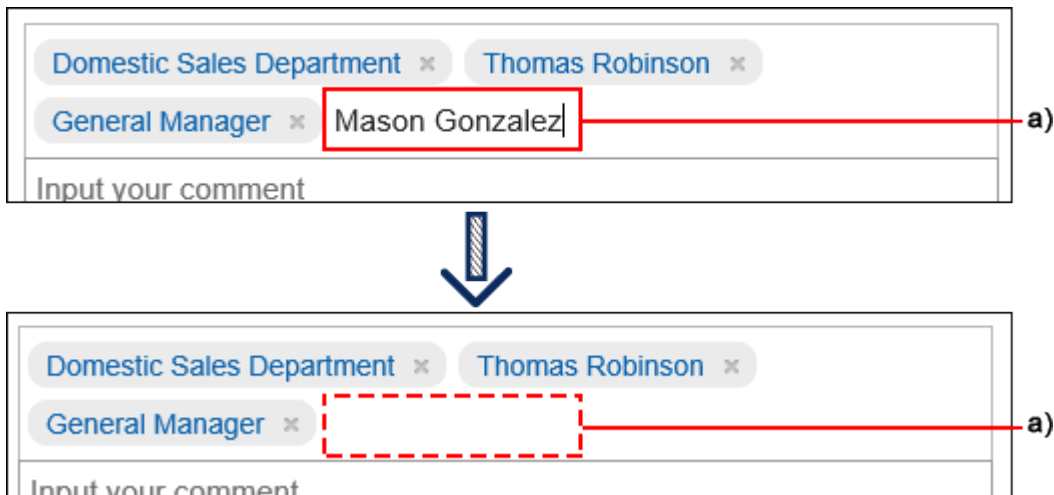 Domestic Sales Department × Thomas Robinson ×
General Manager × Mason Gonzalez a)
Input your comment
Domestic Sales Department × Thomas Robinson ×
General Manager × a)
Input your comment